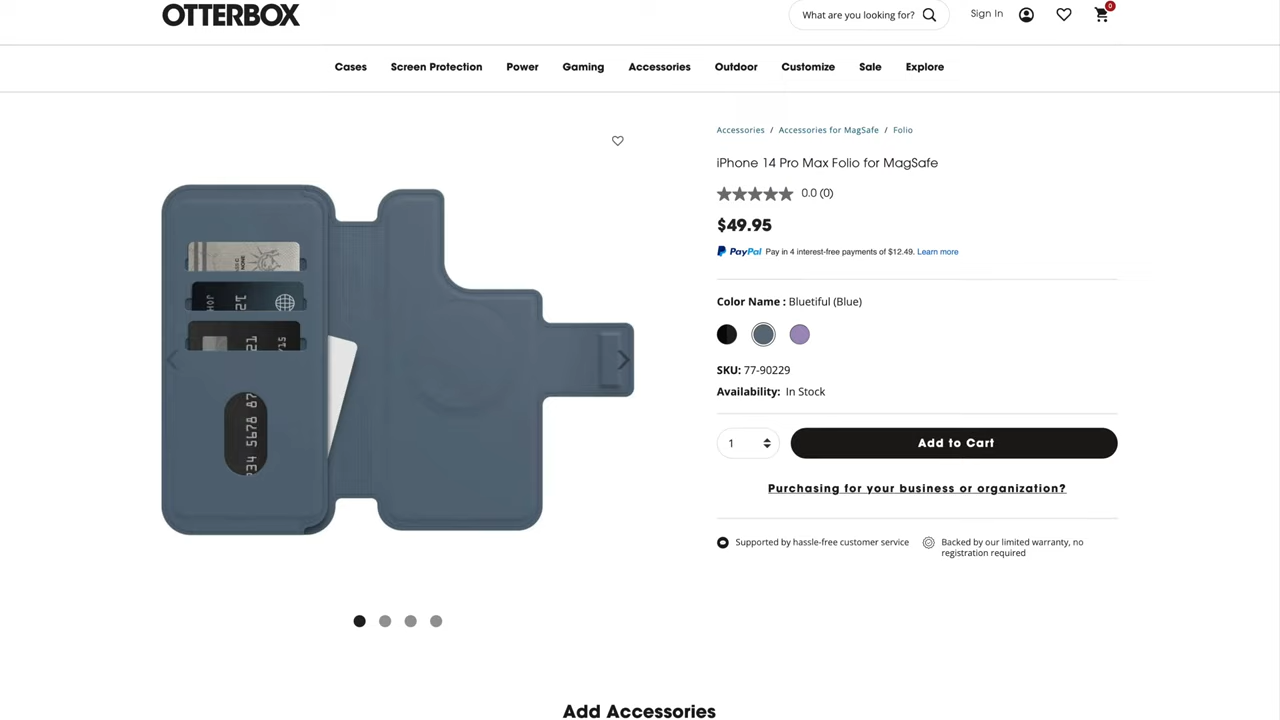 OTTERBOX
What are you looking for?
Sign In
0
Cases Screen Protection Power Gaming Accessories Outdoor Customize Sale Explore
Accessories / Accessories for MagSafe / Folio
iPhone 14 Pro Max Folio for MagSafe
0.0 (0)
$49.95
PayPal Pay in 4 interest-free payments of $12.49. Learn more
Color Name : Bluetiful (Blue)
SKU: 77-90229
Availability: In Stock
1
Add to Cart
Purchasing for your business or organization?
Supported by hassle-free customer service
Backed by our limited warranty, no
registration required
34 5678 87
Add Accessories